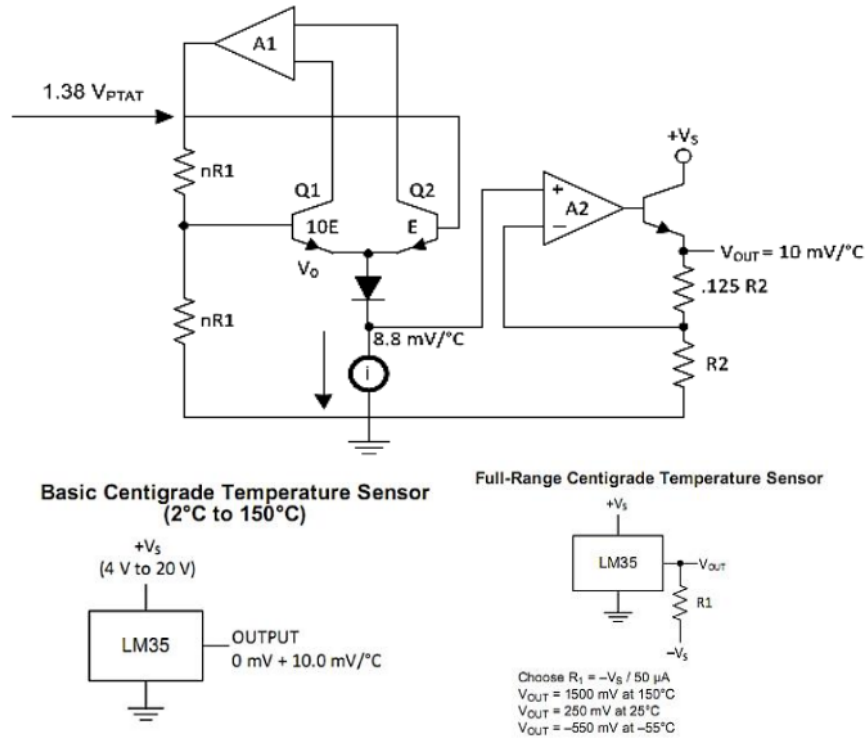 A1
1.38 VPTAT
+VS
nR1
Q1
Q2
10E
E
A2
+
−
VO
VOUT = 10 mV/°C
.125 R2
nR1
8.8 mV/°C
R2
i
Basic Centigrade Temperature Sensor
(2°C to 150°C)
+VS
(4 V to 20 V)
LM35
OUTPUT
0 mV + 10.0 mV/°C
Full-Range Centigrade Temperature Sensor
+VS
LM35
VOUT
R1
−VS
Choose R1 = −VS / 50 µA
VOUT = 1500 mV at 150°C
VOUT = 250 mV at 25°C
VOUT = −550 mV at −55°C